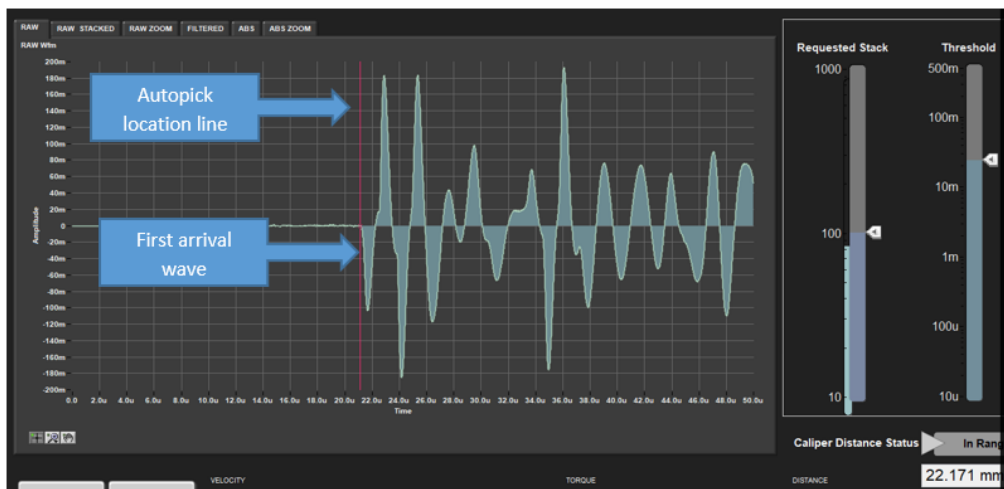 RAW
RAW STACKED
RAW ZOOM
FILTERED
ABS
ABS ZOOM
RAW Wfm
200m
180m
160m
140m
120m
100m
80m
60m
40m
20m
0
-20m
-40m
-60m
-80m
-100m
-120m
-140m
-160m
-180m
-200m
Amplitude
Autopick
location line
First arrival
wave
0.0 2.0u 4.0u 6.0u 8.0u 10.0u 12.0u 14.0u 16.0u 18.0u 20.0u 22.0u 24.0u 26.0u 28.0u 30.0u 32.0u 34.0u 36.0u 38.0u 40.0u 42.0u 44.0u 46.0u 48.0u 50.0u
Time
Requested Stack
1000
100
10
Threshold
500m
100m
10m
1m
100u
10u
Caliper Distance Status
In Rang
VELOCITY
TORQUE
DISTANCE
22.171 mm